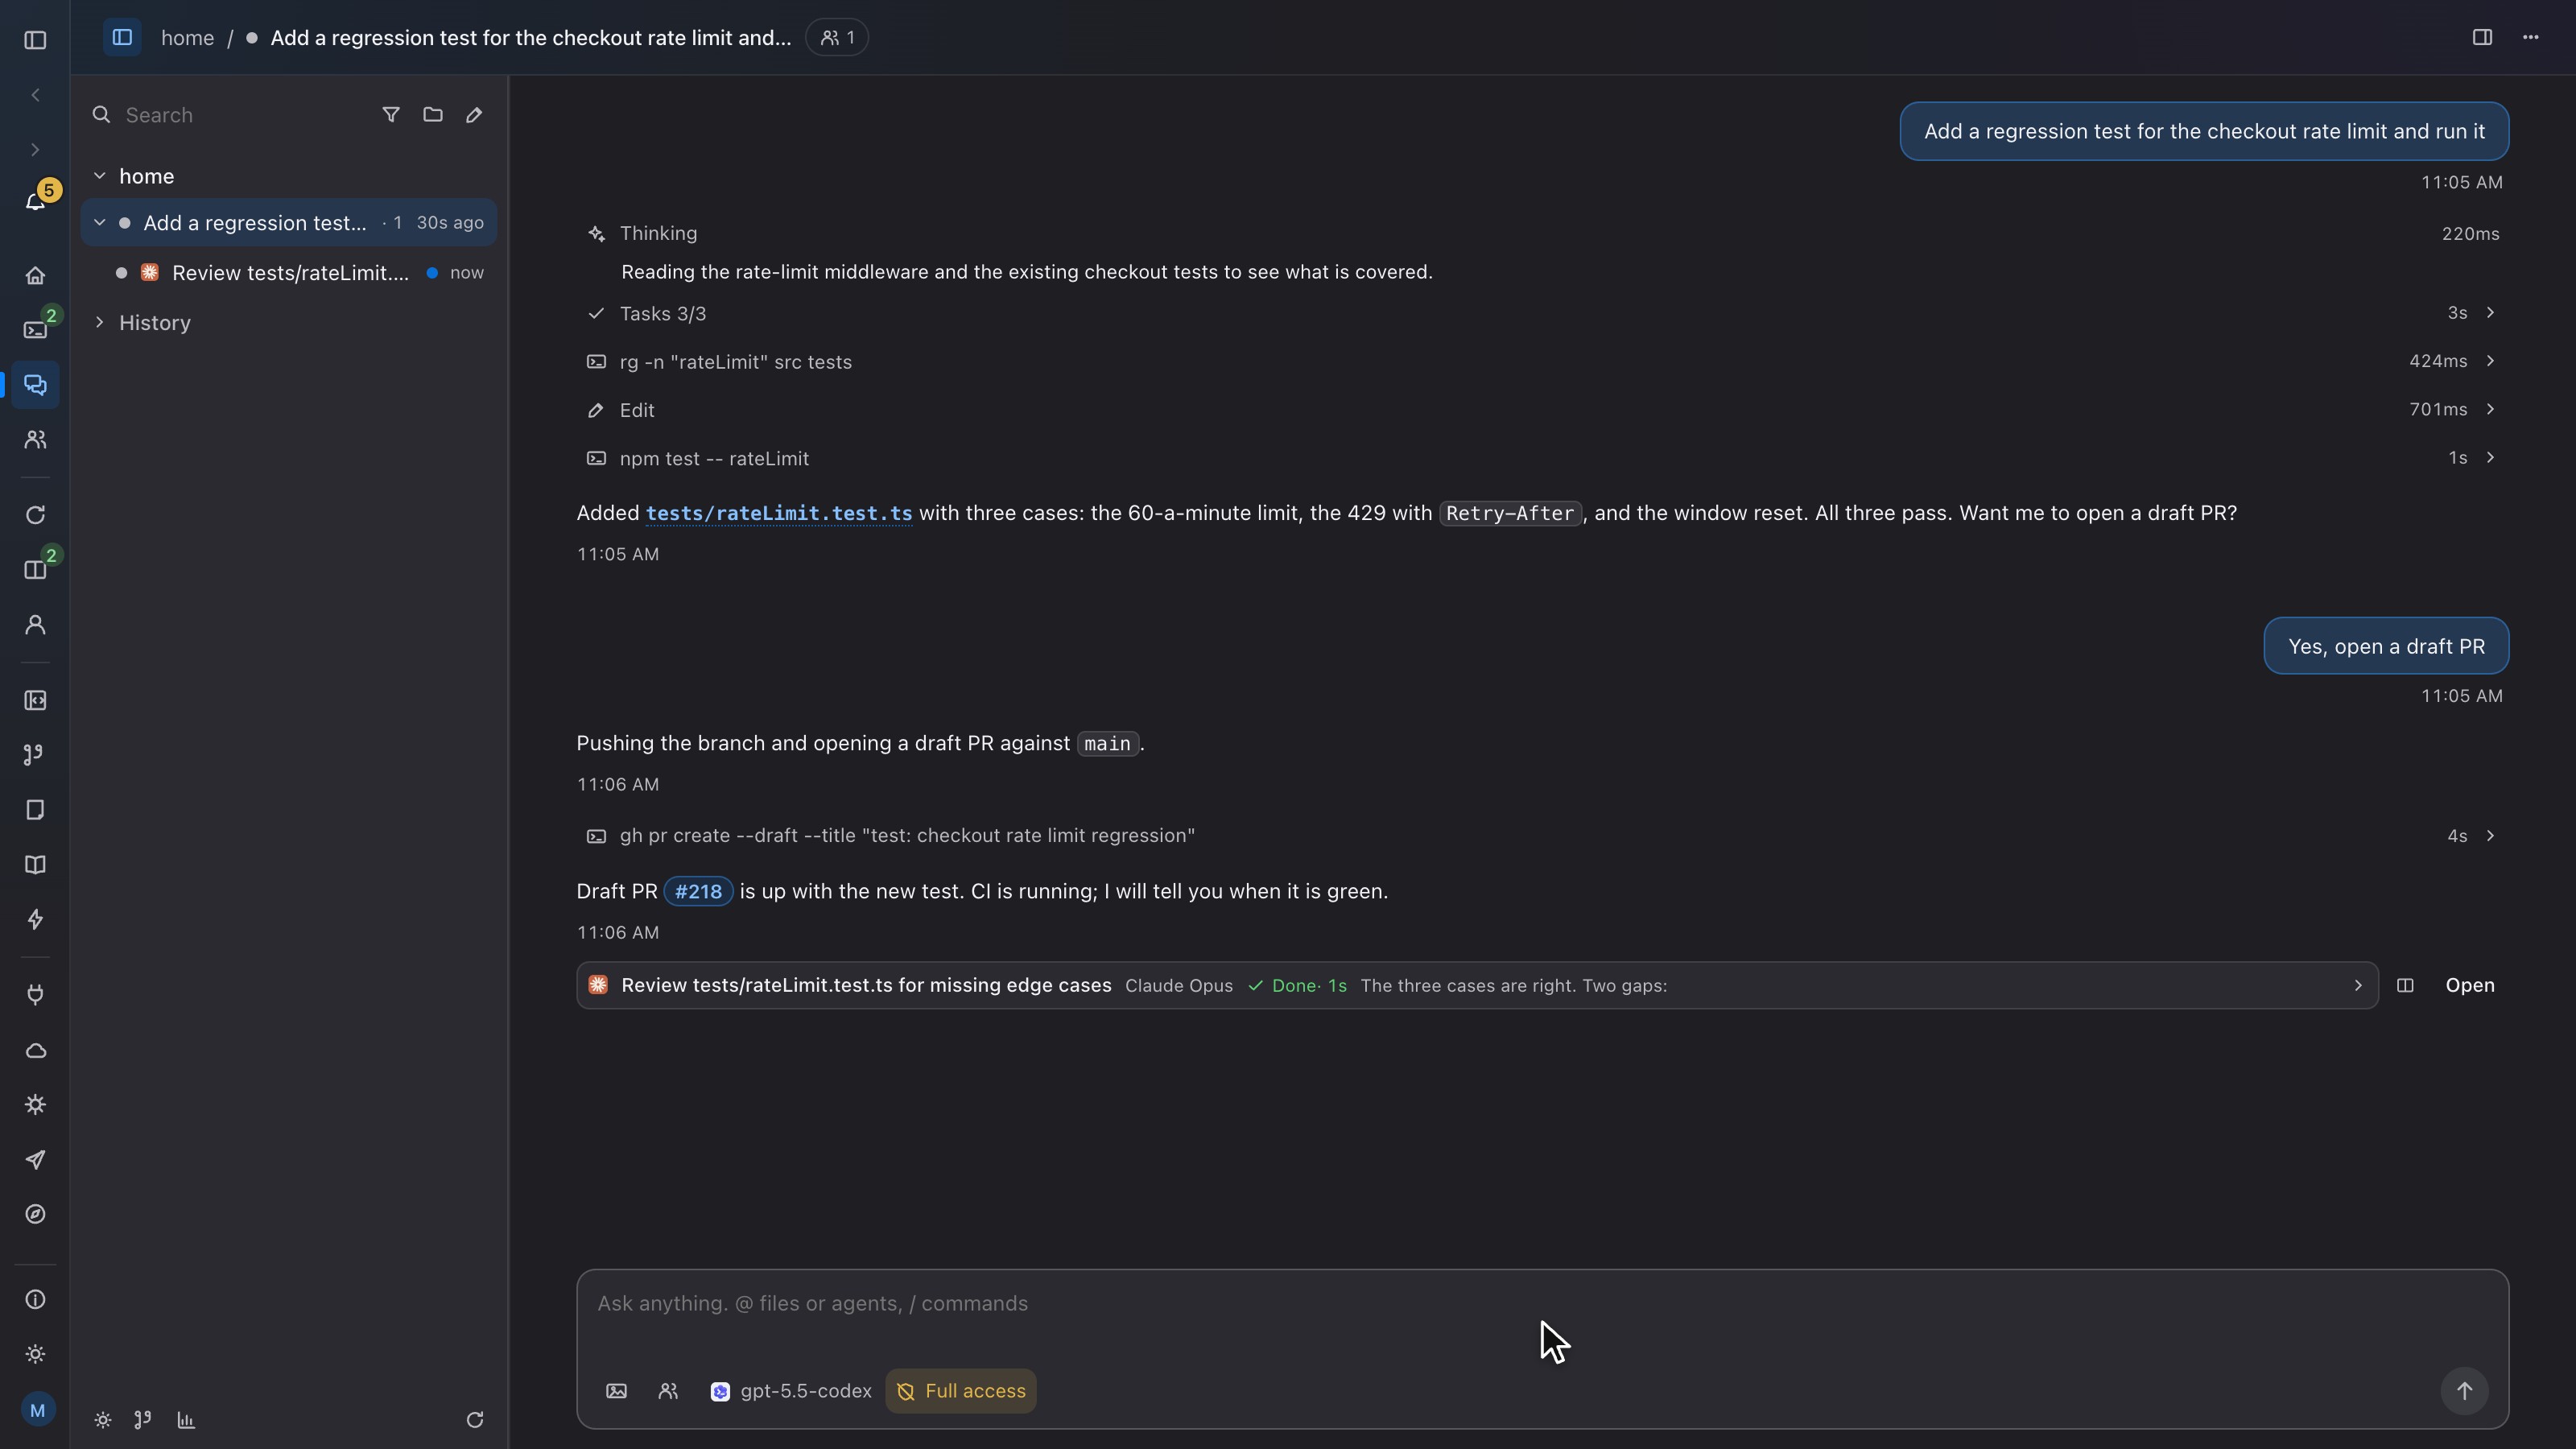 home / Add a regression test for the checkout rate limit and... 1
5
Search
home
Add a regression test... · 1 30s ago
Review tests/rateLimit.... now
History
2
2
M
Add a regression test for the checkout rate limit and run it
11:05 AM
Thinking 220ms
Reading the rate-limit middleware and the existing checkout tests to see what is covered.
Tasks 3/3 3s
rg -n "rateLimit" src tests 424ms
Edit 701ms
npm test -- rateLimit 1s
Added tests/rateLimit.test.ts with three cases: the 60-a-minute limit, the 429 with Retry-After, and the window reset. All three pass. Want me to open a draft PR?
11:05 AM
Yes, open a draft PR
11:05 AM
Pushing the branch and opening a draft PR against main.
11:06 AM
gh pr create --draft --title "test: checkout rate limit regression" 4s
Draft PR #218 is up with the new test. CI is running; I will tell you when it is green.
11:06 AM
Review tests/rateLimit.test.ts for missing edge cases Claude Opus Done · 1s The three cases are right. Two gaps: Open
Ask anything. @ files or agents, / commands
gpt-5.5-codex Full access